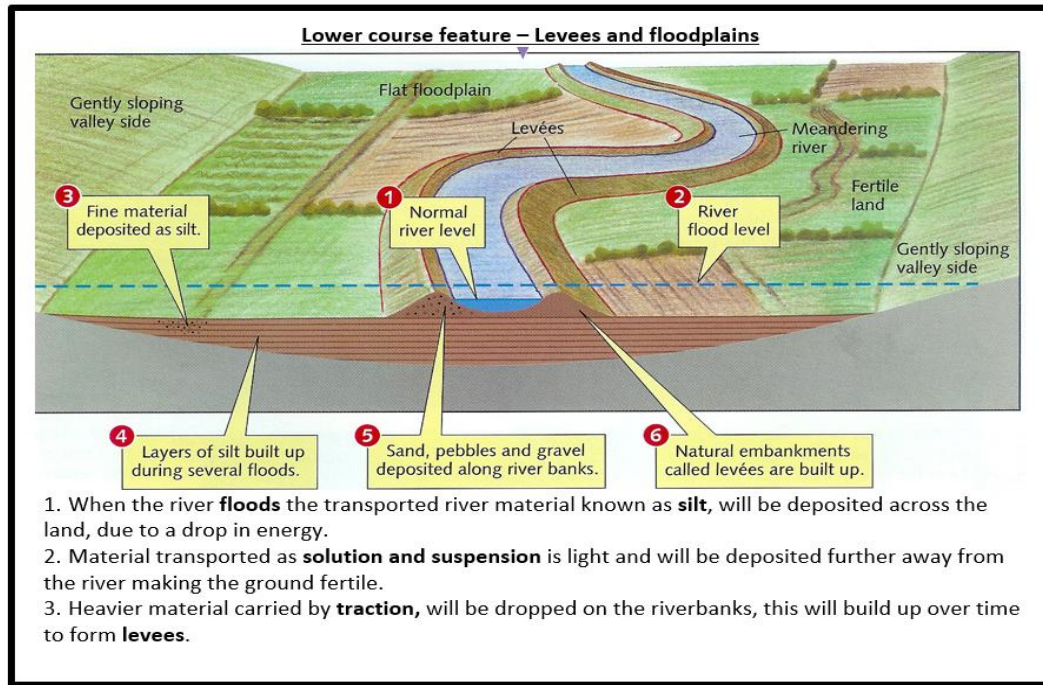 Lower course feature – Levees and floodplains
Gently sloping
valley side
Flat floodplain
Levées
Meandering
river
3
Fine material
deposited as silt.
1
Normal
river level
2
River
flood level
Fertile
land
Gently sloping
valley side
4
Layers of silt built up
during several floods.
5
Sand, pebbles and gravel
deposited along river banks.
6
Natural embankments
called levées are built up.
1. When the river floods the transported river material known as silt, will be deposited across the
land, due to a drop in energy.
2. Material transported as solution and suspension is light and will be deposited further away from
the river making the ground fertile.
3. Heavier material carried by traction, will be dropped on the riverbanks, this will build up over time
to form levees.